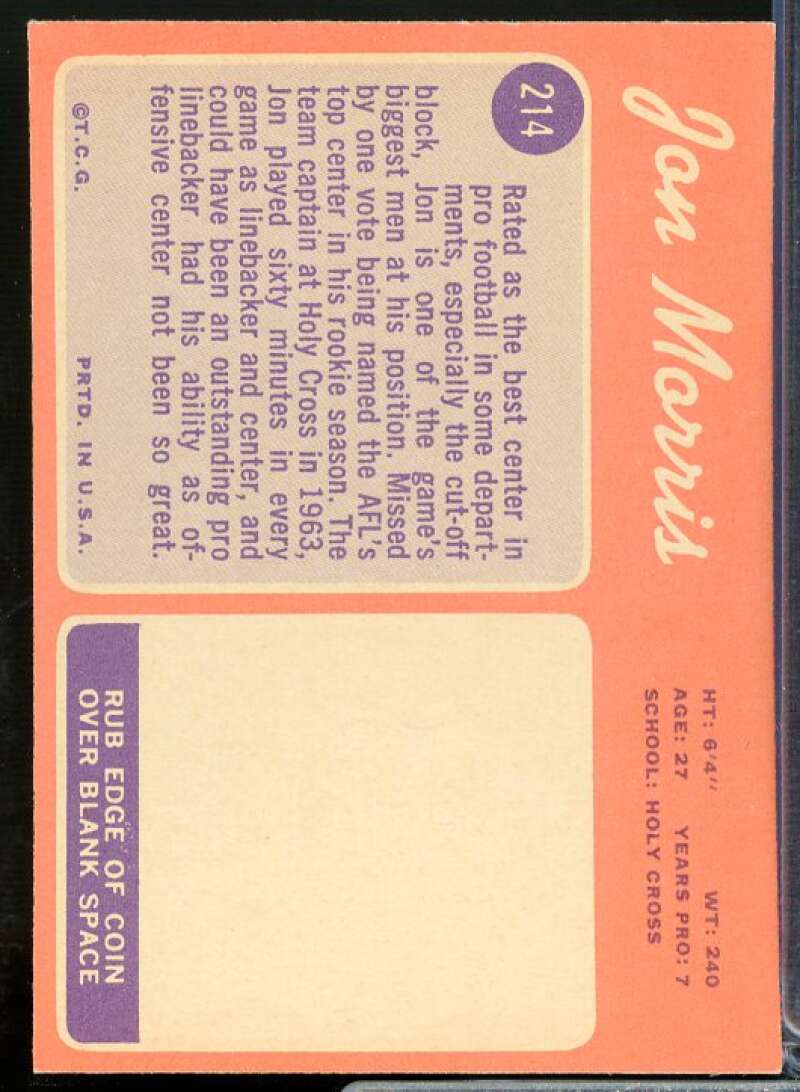 Jon Morris
HT: 6'4" WT: 240
AGE: 27 YEARS PRO: 7
SCHOOL: HOLY CROSS
214
Rated as the best center in
pro football in some depart-
ments, especially the cut-off
block, Jon is one of the game's
biggest men at his position. Missed
by one vote being named the AFL's
top center in his rookie season. The
team captain at Holy Cross in 1963,
Jon played sixty minutes in every
game as linebacker and center, and
could have been an outstanding pro
linebacker had his ability as of-
fensive center not been so great.
©T.C.G. PRTD. IN U.S.A.
RUB EDGE OF COIN
OVER BLANK SPACE